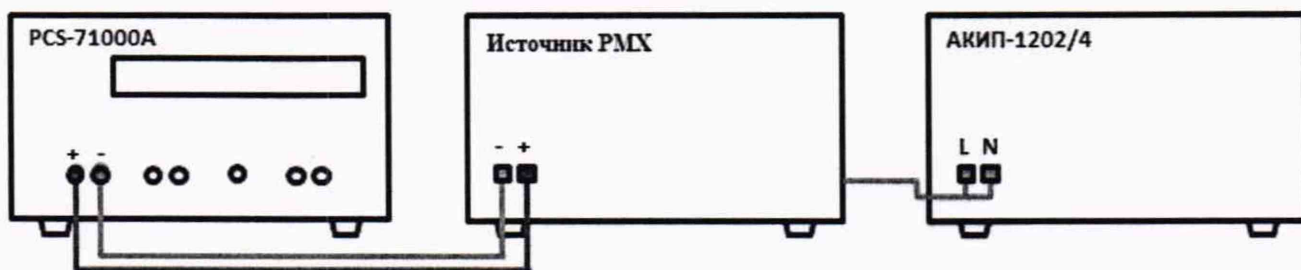 PCS-71000A
+ -
Источник PMX
- +
АКИП-1202/4
L N